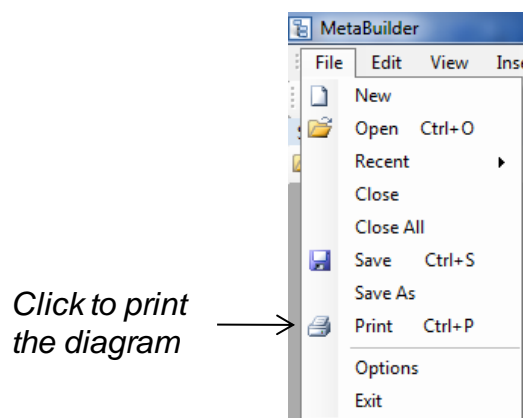 MetaBuilder
File Edit View Inse
New
Open Ctrl+O
Recent
Close
Close All
Save Ctrl+S
Save As
Click to print
the diagram
Print Ctrl+P
Options
Exit